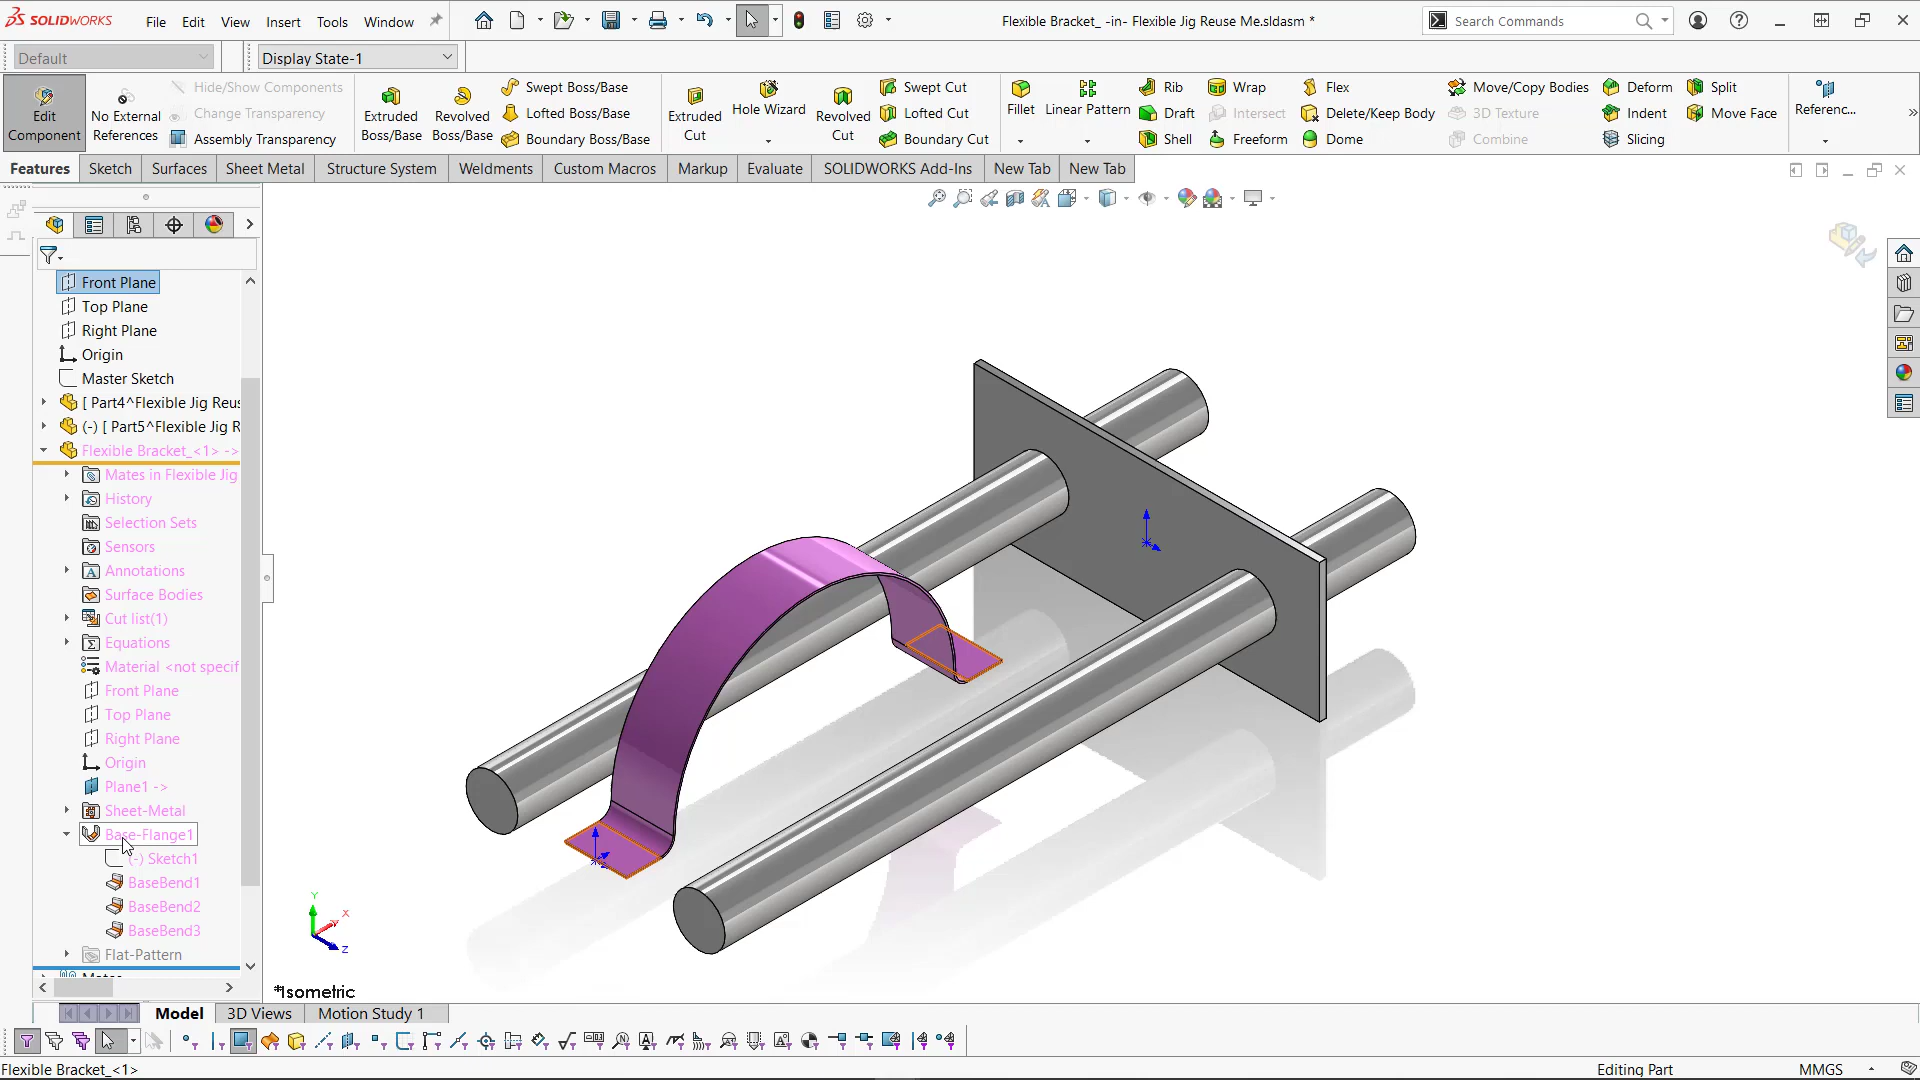 SOLIDWORKS File Edit View Insert Tools Window Flexible Bracket_ -in- Flexible Jig Reuse Me.sldasm * Search Commands
Default Display State-1
Edit Component
No External References
Hide/Show Components
Change Transparency
Assembly Transparency
Extruded Boss/Base
Revolved Boss/Base
Swept Boss/Base
Lofted Boss/Base
Boundary Boss/Base
Extruded Cut
Hole Wizard
Revolved Cut
Swept Cut
Lofted Cut
Boundary Cut
Fillet
Linear Pattern
Rib
Draft
Shell
Wrap
Intersect
Freeform
Flex
Delete/Keep Body
Dome
Move/Copy Bodies
3D Texture
Combine
Deform
Indent
Slicing
Split
Move Face
Referenc...
Features Sketch Surfaces Sheet Metal Structure System Weldments Custom Macros Markup Evaluate SOLIDWORKS Add-Ins New Tab New Tab
Front Plane
Top Plane
Right Plane
Origin
Master Sketch
[ Part4^Flexible Jig Reus
(-) [ Part5^Flexible Jig R
Flexible Bracket_<1> ->
Mates in Flexible Jig
History
Selection Sets
Sensors
Annotations
Surface Bodies
Cut list(1)
Equations
Material <not specif
Front Plane
Top Plane
Right Plane
Origin
Plane1 ->
Sheet-Metal
Base-Flange1
(-) Sketch1
BaseBend1
BaseBend2
BaseBend3
Flat-Pattern
Y
X
Z
*Isometric
Model 3D Views Motion Study 1
Flexible Bracket_<1> Editing Part MMGS